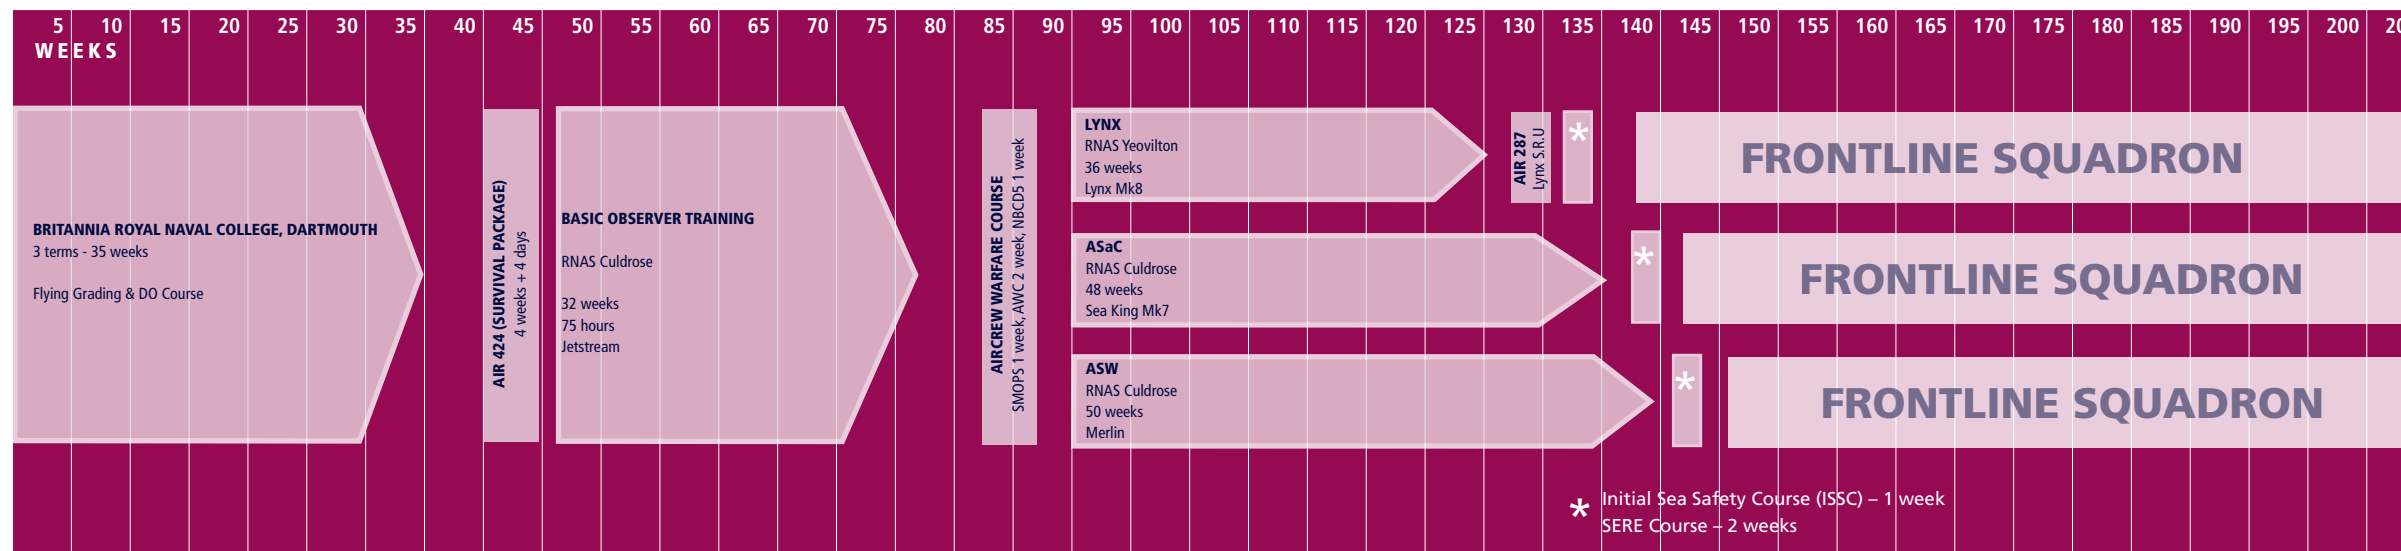 5 10 15 20 25 30 35 40 45 50 55 60 65 70 75 80 85 90 95 100 105 110 115 120 125 130 135 140 145 150 155 160 165 170 175 180 185 190 195 200
WEEKS
BRITANNIA ROYAL NAVAL COLLEGE, DARTMOUTH
3 terms - 35 weeks
Flying Grading & DO Course
AIR 424 (SURVIVAL PACKAGE)
4 weeks + 4 days
BASIC OBSERVER TRAINING
RNAS Culdrose
32 weeks
75 hours
Jetstream
AIRCREW WARFARE COURSE
SMOPS 1 week, AWC 2 week, NBCD5 1 week
LYNX
RNAS Yeovilton
36 weeks
Lynx Mk8
AIR 287
Lynx S.R.U
*
FRONTLINE SQUADRON
ASaC
RNAS Culdrose
48 weeks
Sea King Mk7
*
FRONTLINE SQUADRON
ASW
RNAS Culdrose
50 weeks
Merlin
*
FRONTLINE SQUADRON
* Initial Sea Safety Course (ISSC) – 1 week
SERE Course – 2 weeks